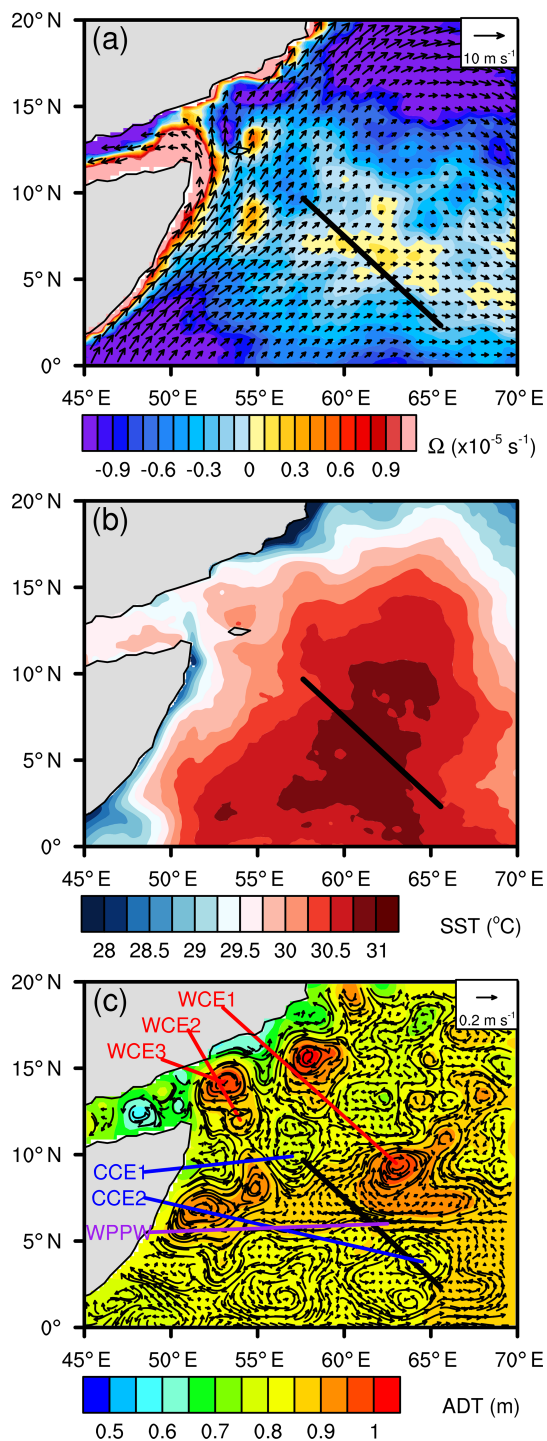 (a)
10 m s⁻¹
20° N
15° N
10° N
5° N
0°
45° E 50° E 55° E 60° E 65° E 70° E
-0.9 -0.6 -0.3 0 0.3 0.6 0.9
Ω (x10⁻⁵ s⁻¹)
(b)
20° N
15° N
10° N
5° N
0°
45° E 50° E 55° E 60° E 65° E 70° E
28 28.5 29 29.5 30 30.5 31
SST (°C)
(c)
0.2 m s⁻¹
WCE1
WCE2
WCE3
CCE1
CCE2
WPPW
20° N
15° N
10° N
5° N
0°
45° E 50° E 55° E 60° E 65° E 70° E
0.5 0.6 0.7 0.8 0.9 1
ADT (m)